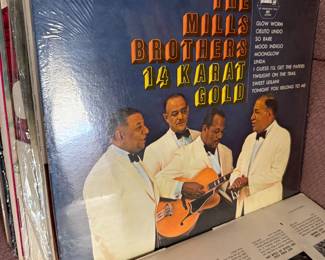 THE
MILLS
BROTHERS
14 KARAT
GOLD
GLOW WORM
CIELITO LINDO
SO RARE
MOOD INDIGO
MOONGLOW
LINDA
I GUESS I'LL GET THE PAPERS
TWILIGHT ON THE TRAIL
SWEET LEILANI
TONIGHT YOU BELONG TO ME